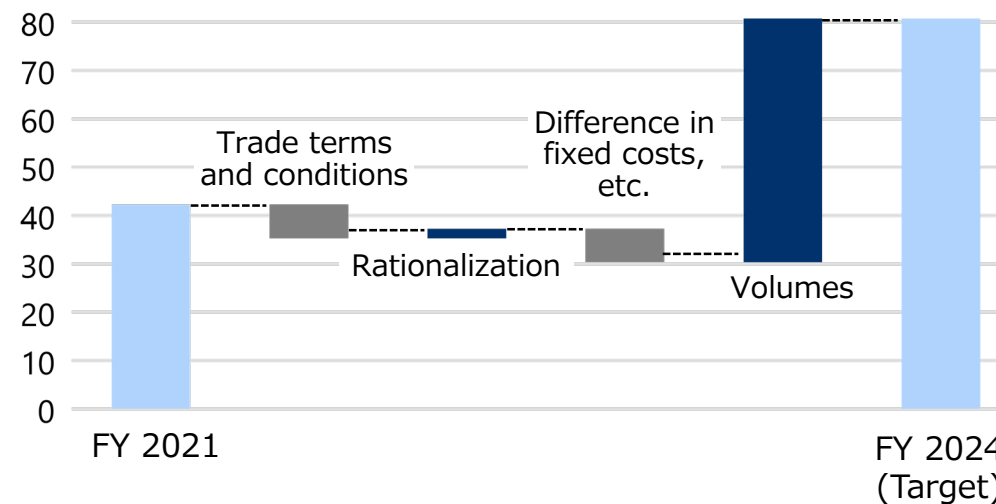 80
70
60
50
40
30
20
10
0
Trade terms
and conditions
Rationalization
Difference in
fixed costs,
etc.
Volumes
FY 2021
FY 2024
(Target)